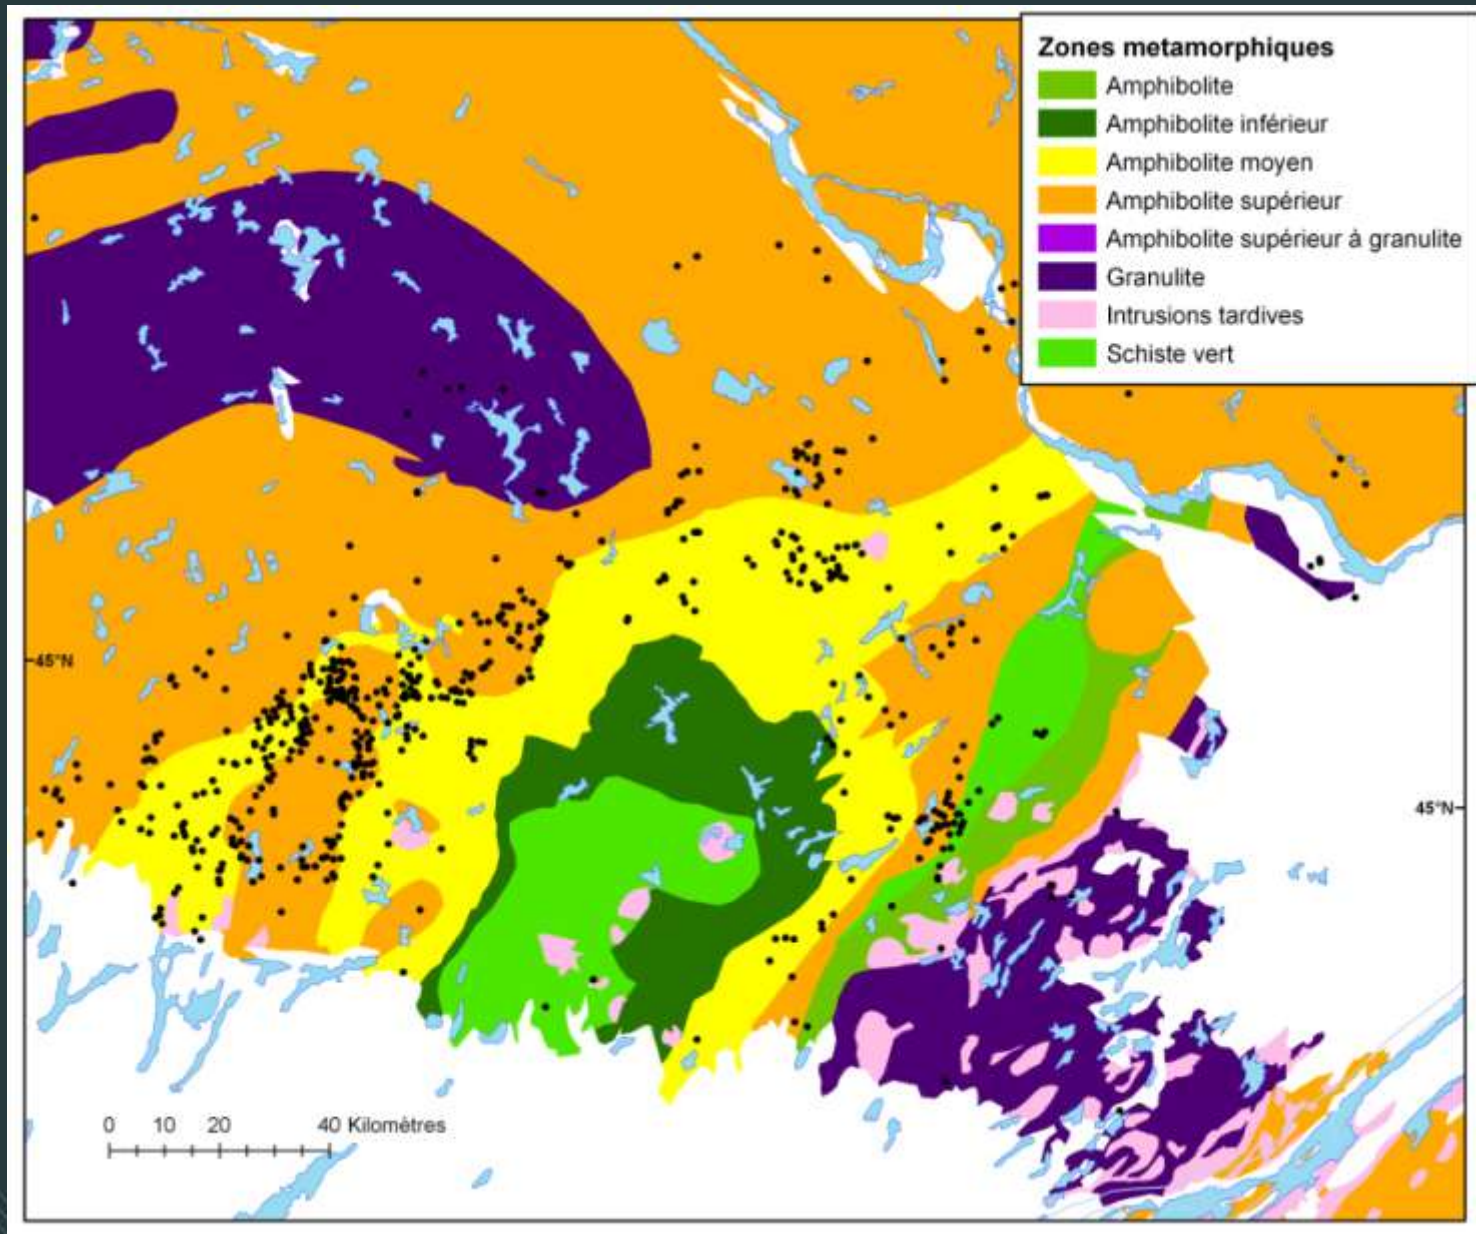 Zones metamorphiques
Amphibolite
Amphibolite inférieur
Amphibolite moyen
Amphibolite supérieur
Amphibolite supérieur à granulite
Granulite
Intrusions tardives
Schiste vert
45°N
45°N
0 10 20 40 Kilométres